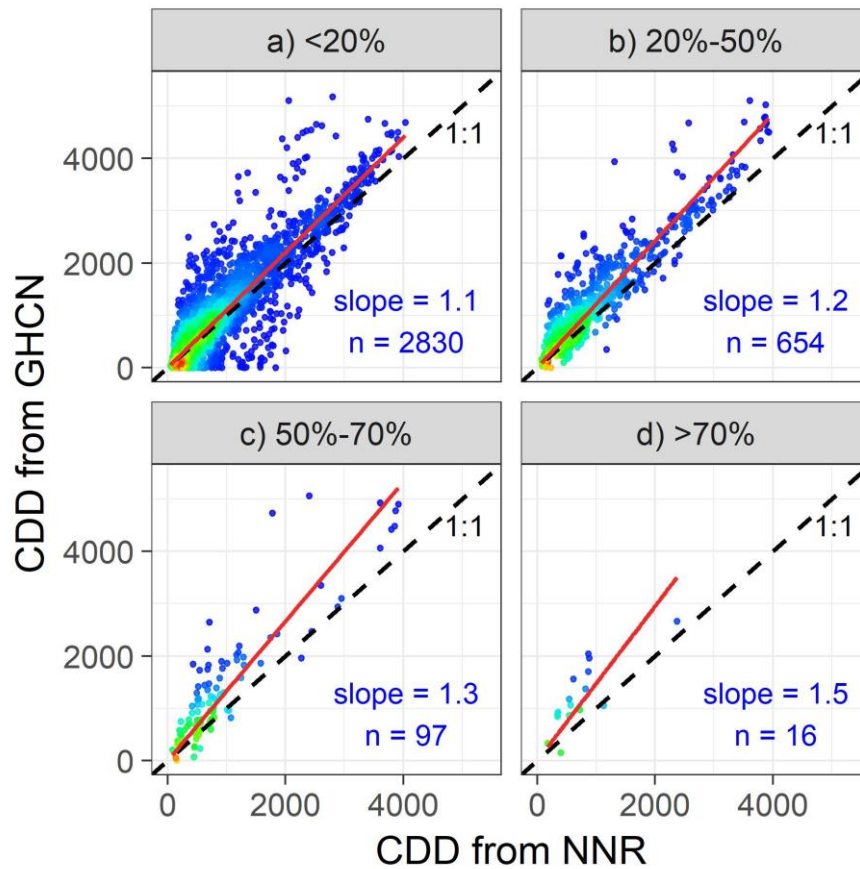 a) <20%
b) 20%-50%
1:1
1:1
4000
2000
0
slope = 1.1
n = 2830
slope = 1.2
n = 654
c) 50%-70%
d) >70%
1:1
1:1
4000
2000
0
slope = 1.3
n = 97
slope = 1.5
n = 16
0 2000 4000
0 2000 4000
CDD from GHCN
CDD from NNR